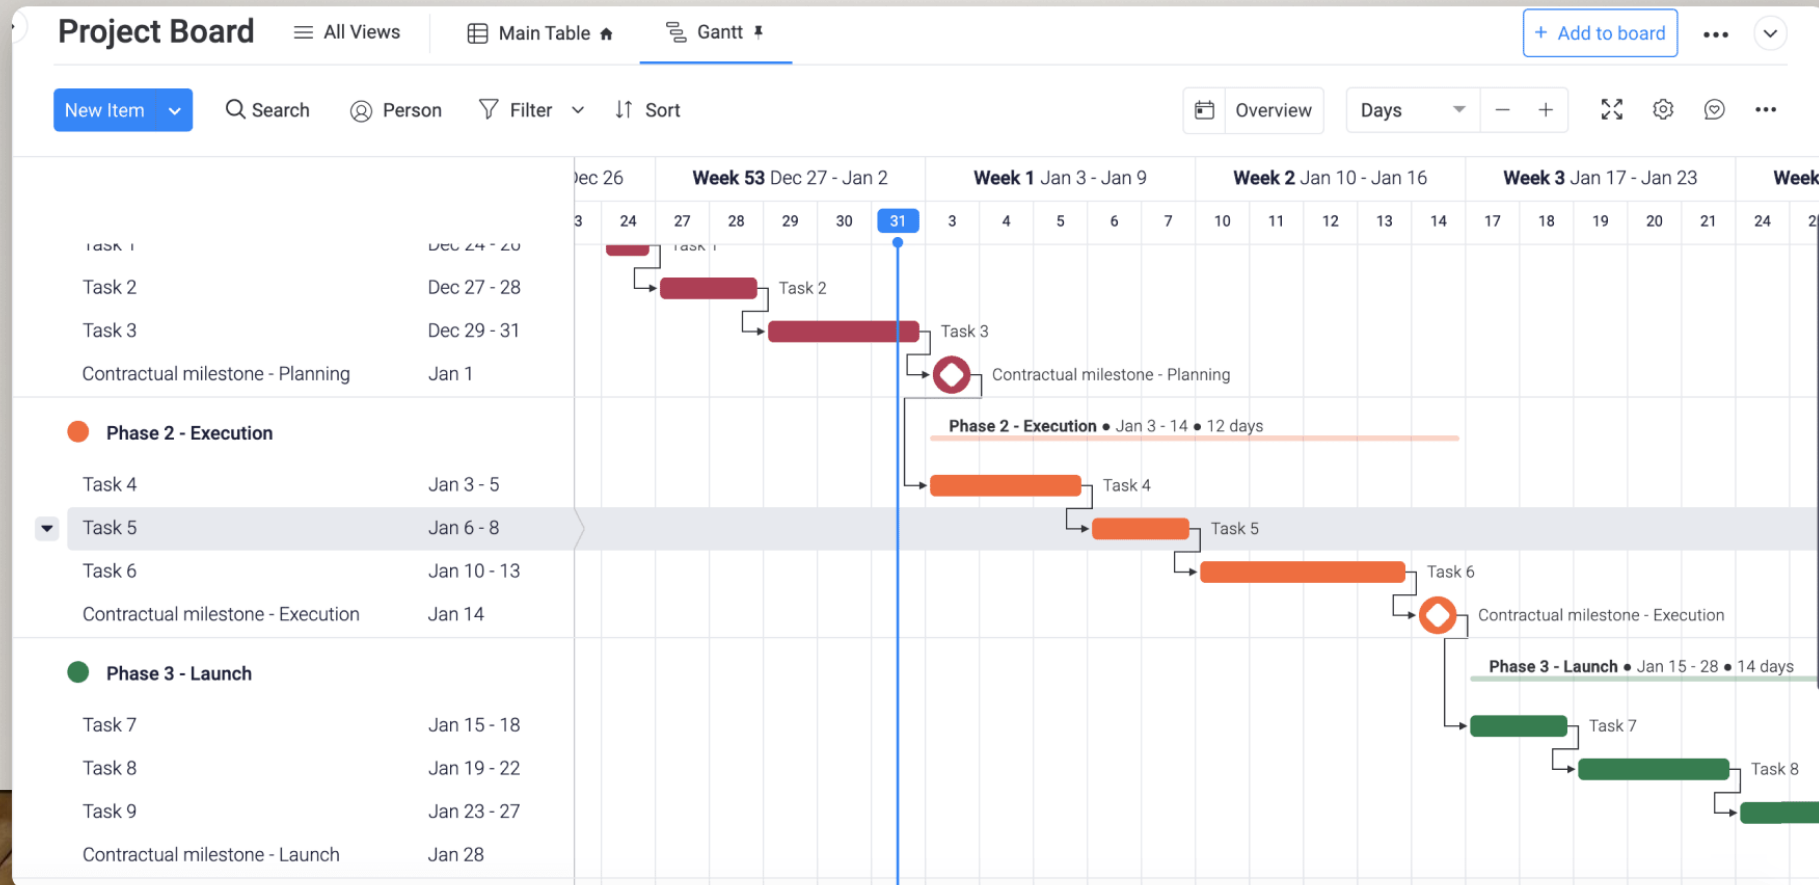 Project Board All Views Main Table Gantt + Add to board
New Item Search Person Filter Sort Overview Days
Dec 26 Week 53 Dec 27 - Jan 2 Week 1 Jan 3 - Jan 9 Week 2 Jan 10 - Jan 16 Week 3 Jan 17 - Jan 23 Week
3 24 27 28 29 30 31 3 4 5 6 7 10 11 12 13 14 17 18 19 20 21 24
Task 1 Dec 24 - 26 Task 1
Task 2 Dec 27 - 28 Task 2
Task 3 Dec 29 - 31 Task 3
Contractual milestone - Planning Jan 1 Contractual milestone - Planning
Phase 2 - Execution Phase 2 - Execution ● Jan 3 - 14 ● 12 days
Task 4 Jan 3 - 5 Task 4
Task 5 Jan 6 - 8 Task 5
Task 6 Jan 10 - 13 Task 6
Contractual milestone - Execution Jan 14 Contractual milestone - Execution
Phase 3 - Launch Phase 3 - Launch ● Jan 15 - 28 ● 14 days
Task 7 Jan 15 - 18 Task 7
Task 8 Jan 19 - 22 Task 8
Task 9 Jan 23 - 27
Contractual milestone - Launch Jan 28